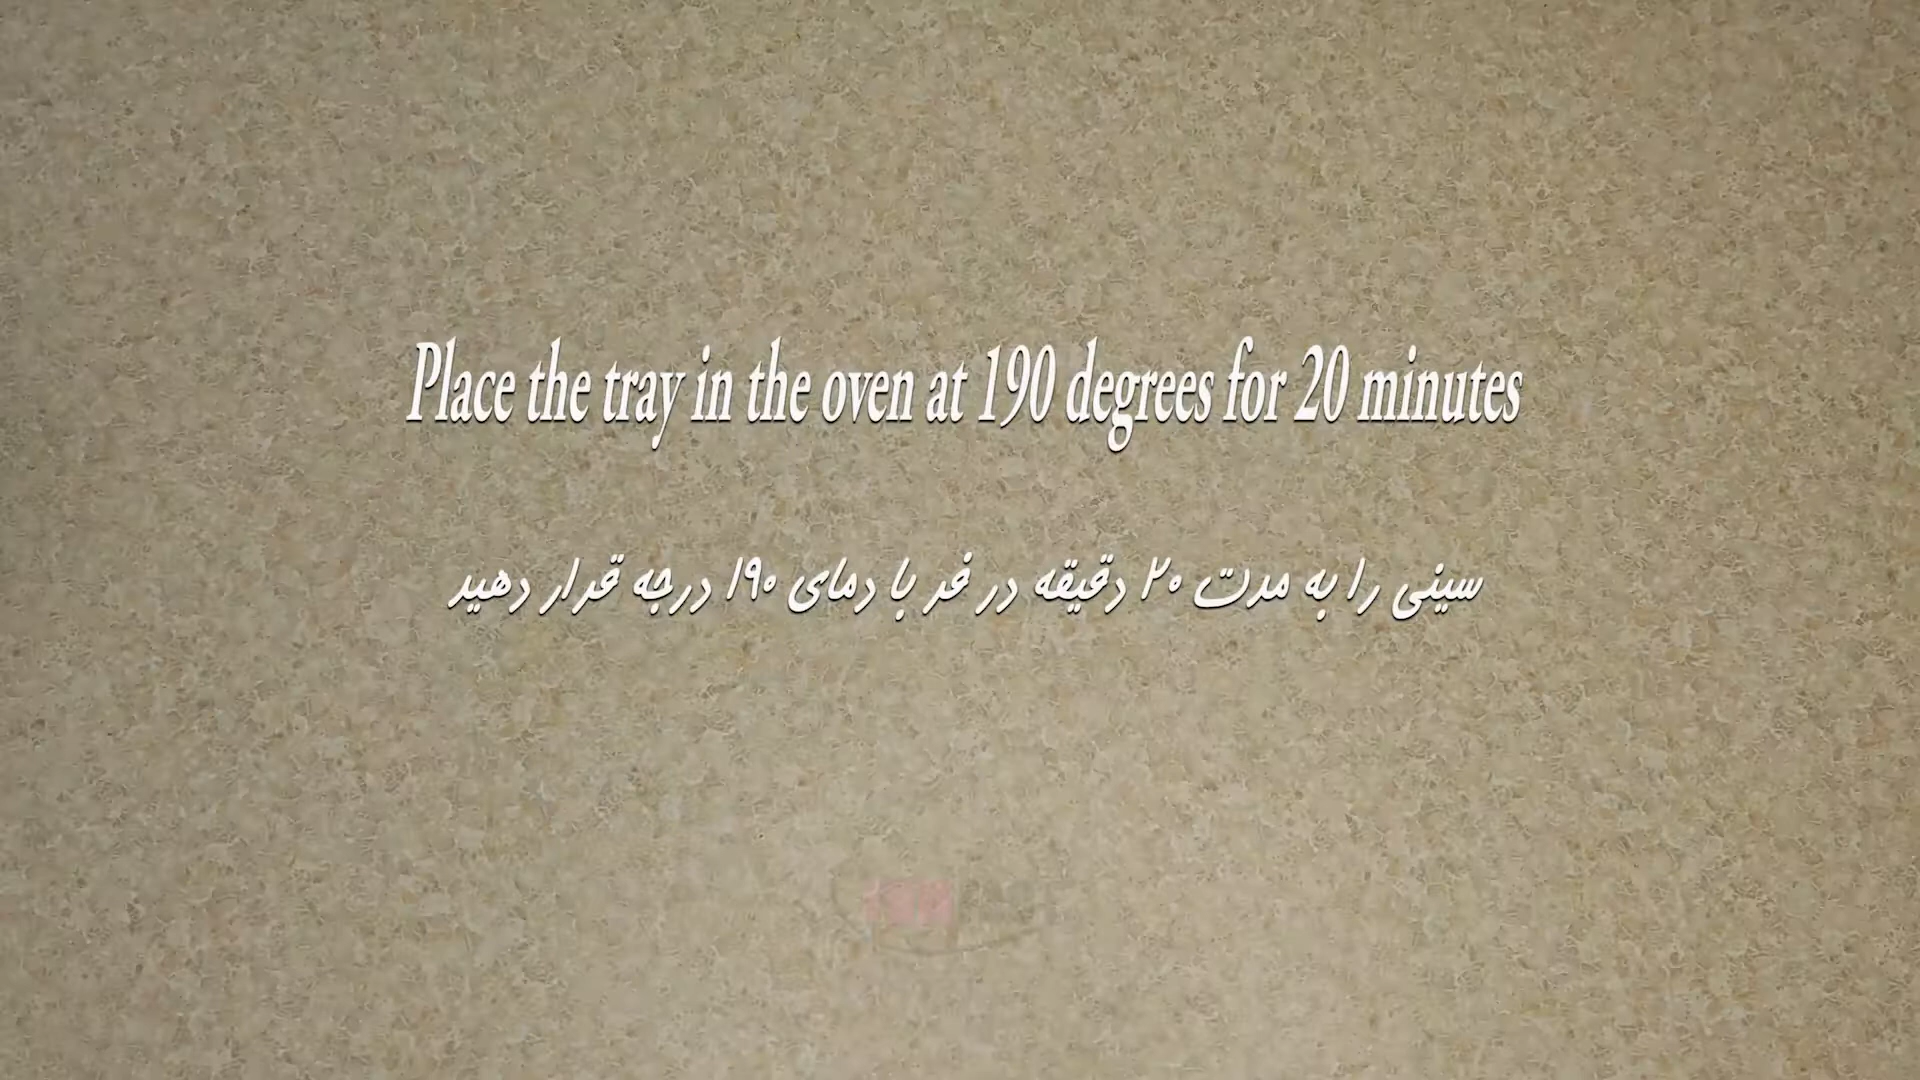 Place the tray in the oven at 190 degrees for 20 minutes
سینی را به مدت ۲۰ دقیقه در فر با دمای ۱۹۰ درجه قرار دهید